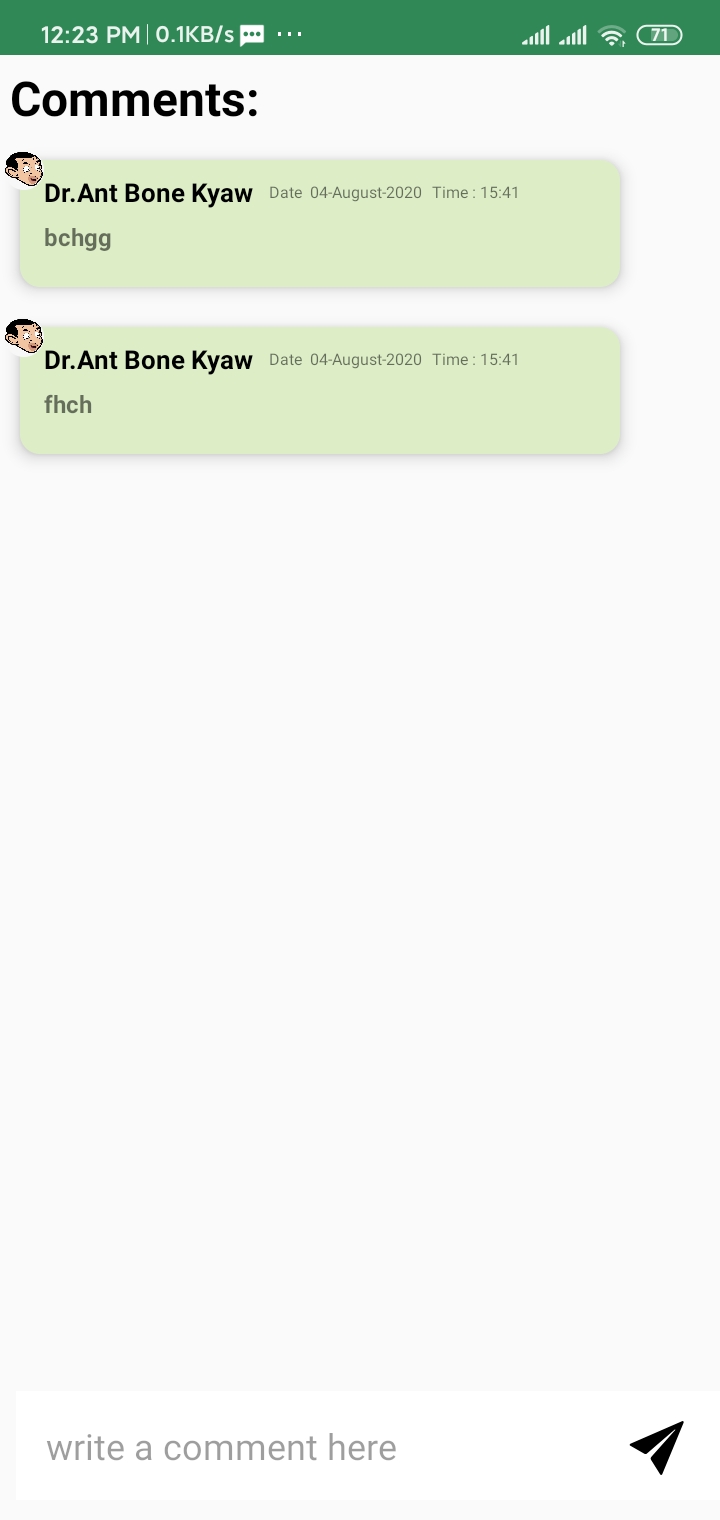 12:23 PM 0.1KB/s ... 71
Comments:
Dr.Ant Bone Kyaw Date 04-August-2020 Time : 15:41
bchgg
Dr.Ant Bone Kyaw Date 04-August-2020 Time : 15:41
fhch
write a comment here